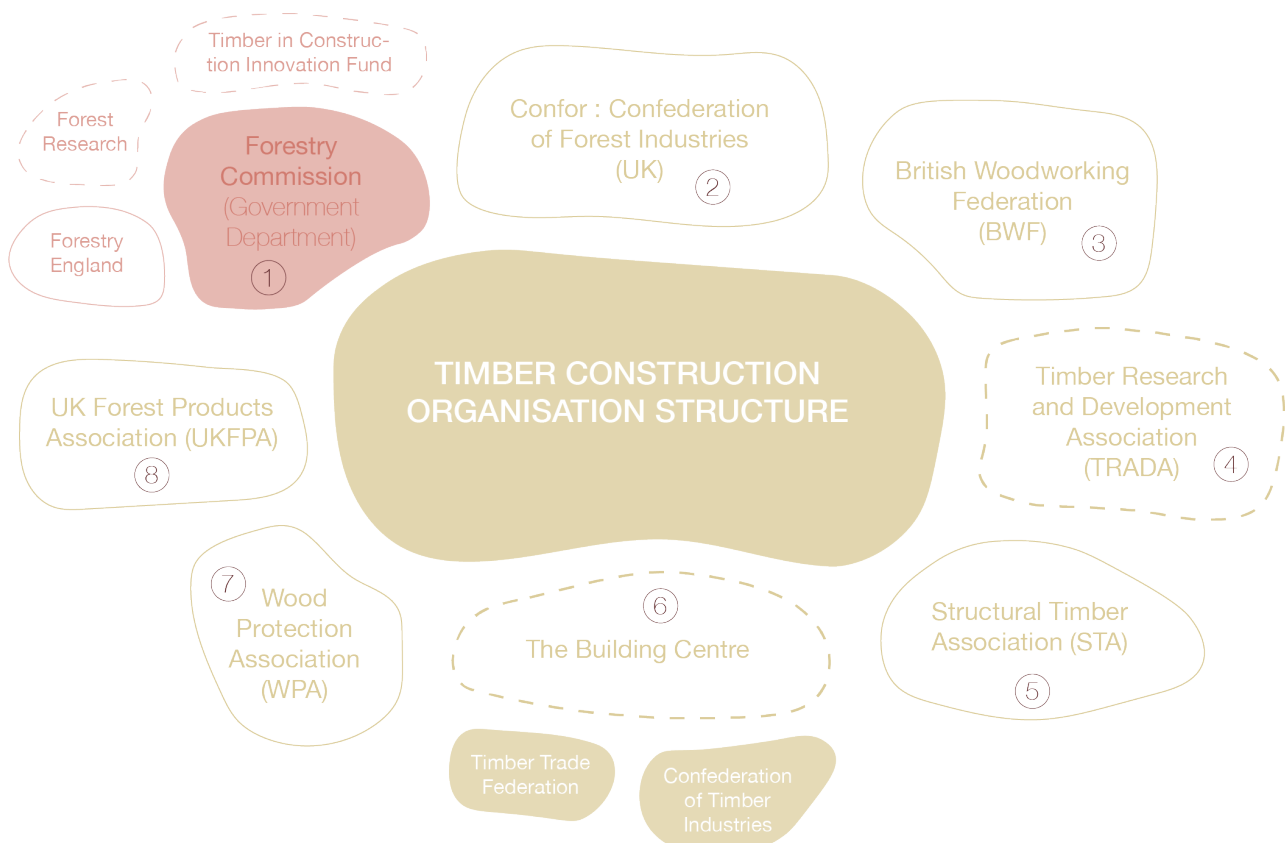 Timber in Construc-
tion Innovation Fund
Forest
Research
Forestry
England
Forestry
Commission
(Government
Department)
1
Confor : Confederation
of Forest Industries
(UK)
2
British Woodworking
Federation
(BWF)
3
TIMBER CONSTRUCTION
ORGANISATION STRUCTURE
Timber Research
and Development
Association
(TRADA)
4
Structural Timber
Association (STA)
5
6
The Building Centre
Timber Trade
Federation
Confederation
of Timber
Industries
7
Wood
Protection
Association
(WPA)
UK Forest Products
Association (UKFPA)
8